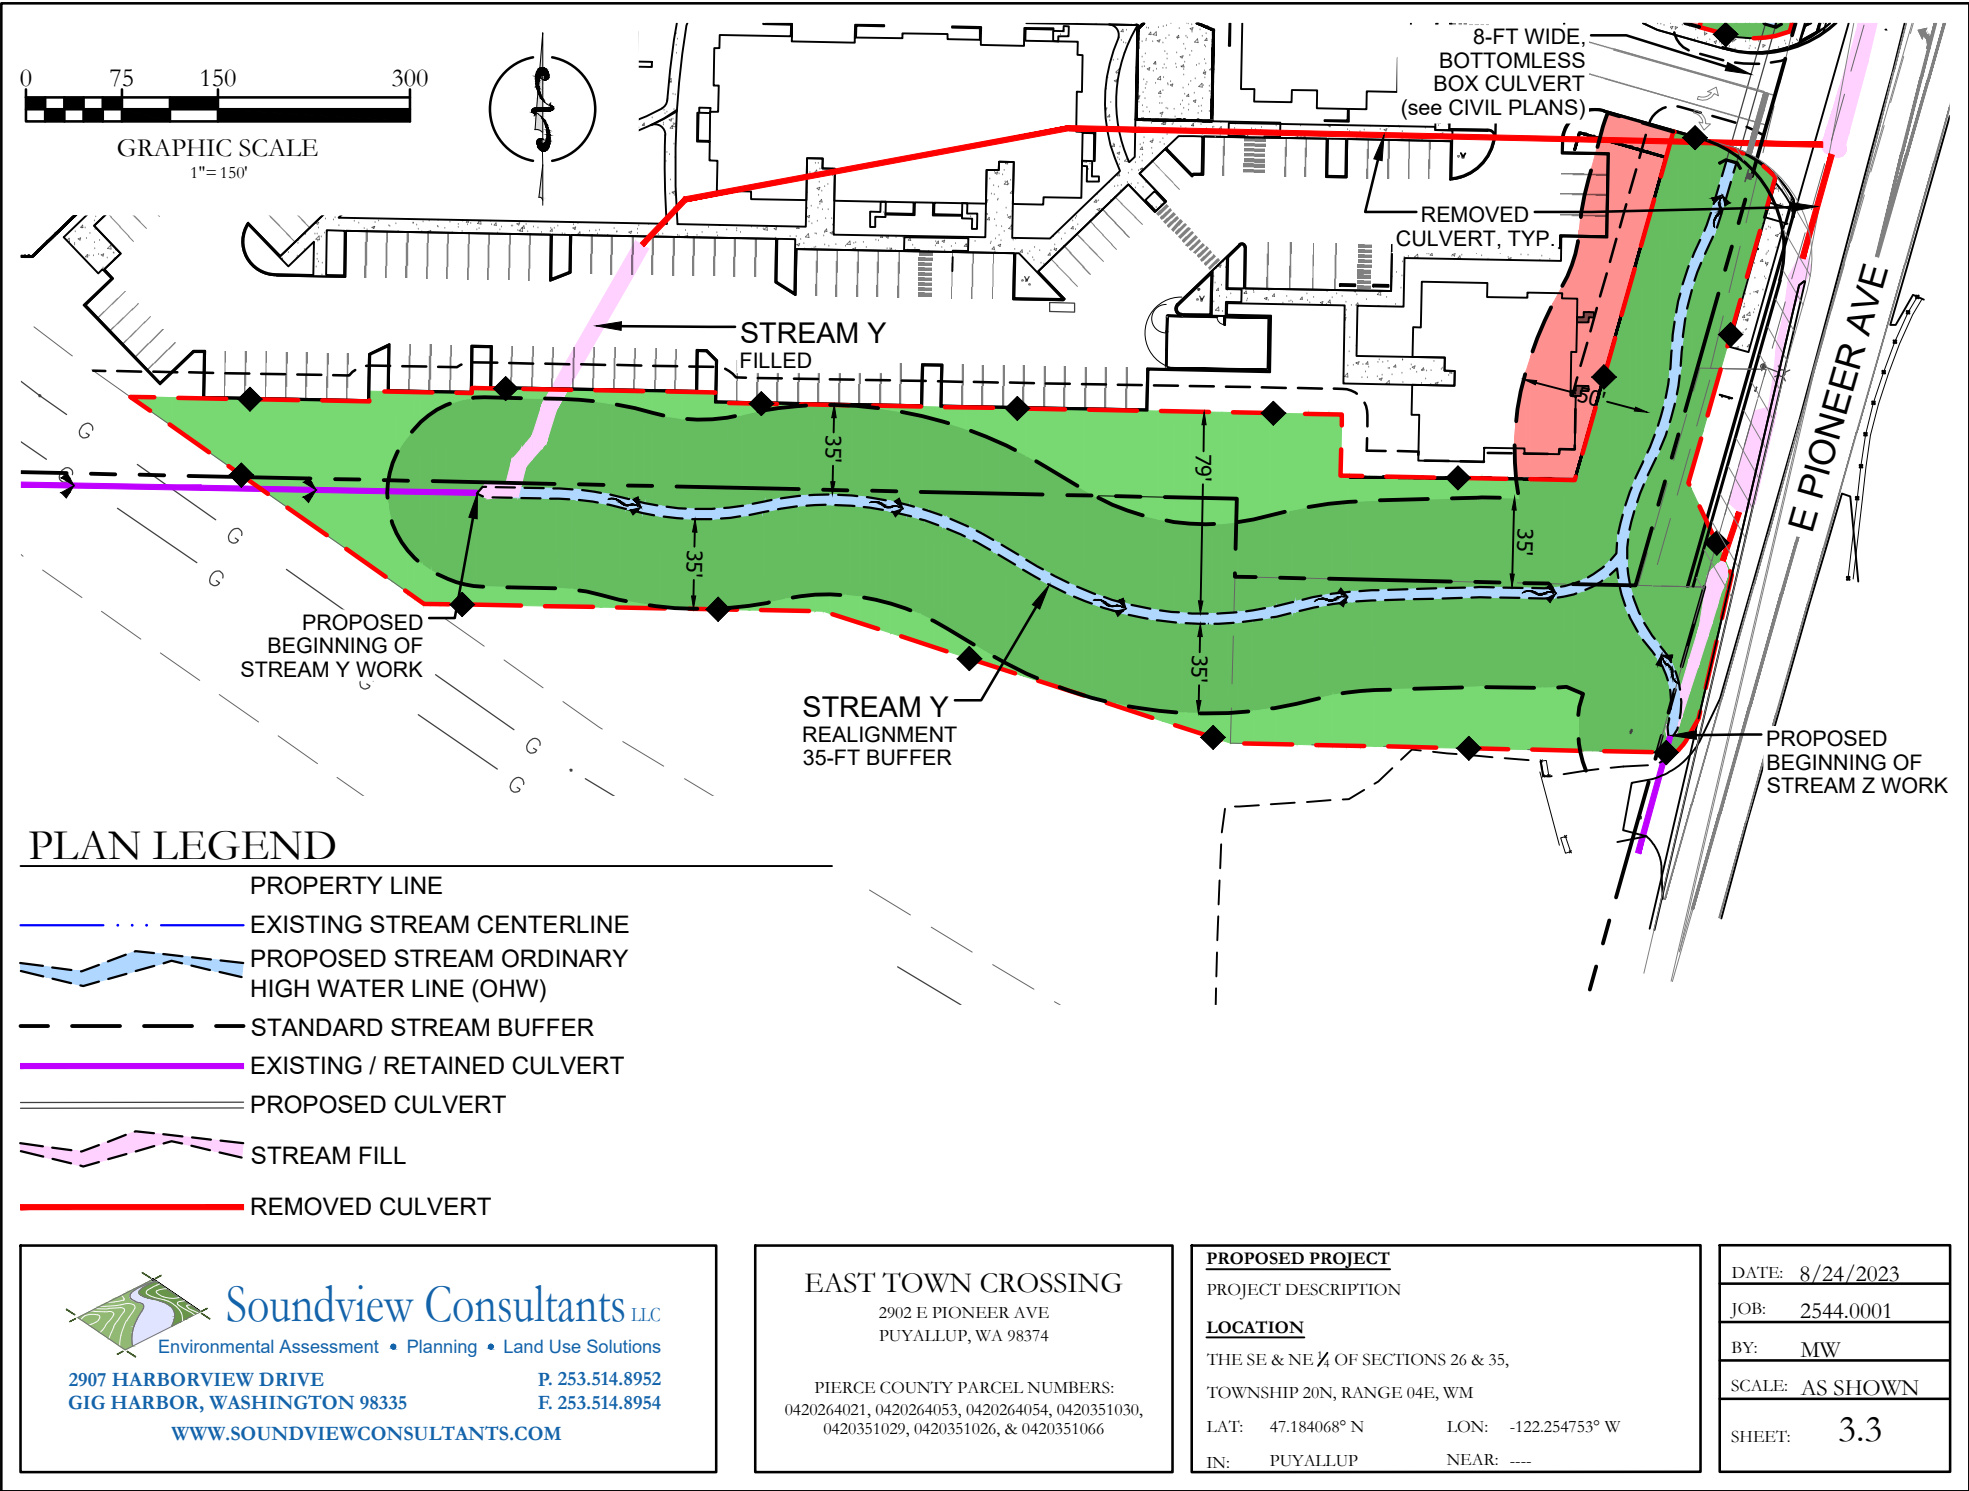 0 75 150 300
GRAPHIC SCALE
1"= 150'
8-FT WIDE,
BOTTOMLESS
BOX CULVERT
(see CIVIL PLANS)
REMOVED
CULVERT, TYP.
STREAM Y
FILLED
50'
E PIONEER AVE
35'
79'
35'
35'
35'
G
G
G
G
G
G
G
PROPOSED
BEGINNING OF
STREAM Y WORK
STREAM Y
REALIGNMENT
35-FT BUFFER
PROPOSED
BEGINNING OF
STREAM Z WORK
PLAN LEGEND
PROPERTY LINE
EXISTING STREAM CENTERLINE
PROPOSED STREAM ORDINARY
HIGH WATER LINE (OHW)
STANDARD STREAM BUFFER
EXISTING / RETAINED CULVERT
PROPOSED CULVERT
STREAM FILL
REMOVED CULVERT
Soundview Consultants LLC
Environmental Assessment • Planning • Land Use Solutions
2907 HARBORVIEW DRIVE P. 253.514.8952
GIG HARBOR, WASHINGTON 98335 F. 253.514.8954
WWW.SOUNDVIEWCONSULTANTS.COM
EAST TOWN CROSSING
2902 E PIONEER AVE
PUYALLUP, WA 98374
PIERCE COUNTY PARCEL NUMBERS:
0420264021, 0420264053, 0420264054, 0420351030,
0420351029, 0420351026, & 0420351066
PROPOSED PROJECT
PROJECT DESCRIPTION
LOCATION
THE SE & NE ¼ OF SECTIONS 26 & 35,
TOWNSHIP 20N, RANGE 04E, WM
LAT: 47.184068° N LON: -122.254753° W
IN: PUYALLUP NEAR: ----
DATE: 8/24/2023
JOB: 2544.0001
BY: MW
SCALE: AS SHOWN
SHEET: 3.3